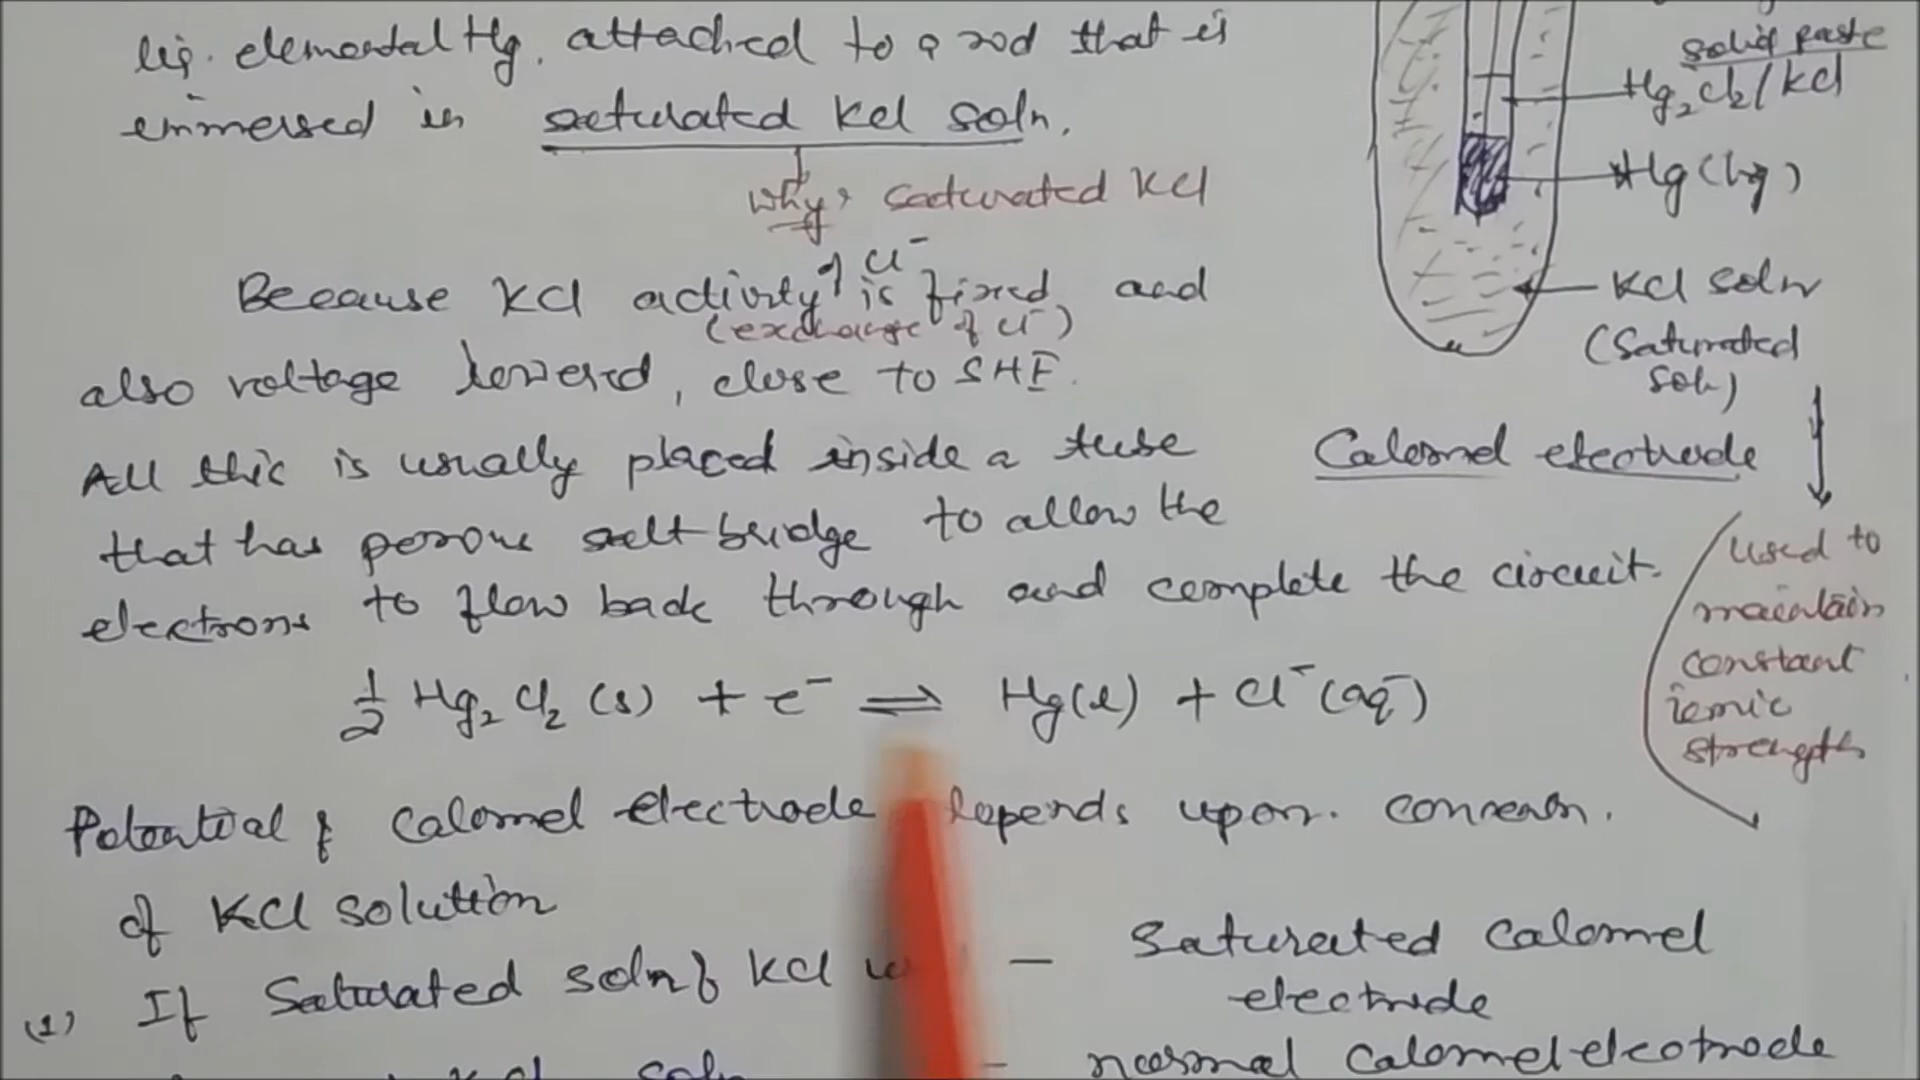 liq. elemental Hg. attached to a rod that is
immersed in saturated KCl soln.
why? saturated KCl
Because KCl activity of Cl⁻ is fixed, and
(exchange of Cl⁻)
also voltage lowered, close to SHE.
All this is usually placed inside a tube
that has porous salt bridge to allow the
electrons to flow back through and complete the circuit.
½ Hg₂Cl₂ (s) + e⁻ ⇌ Hg(l) + Cl⁻ (aq)
Potential of Calomel electrode depends upon.
of KCl solution
(1) If Saturated soln of KCl — Saturated Calomel
electrode
KCl soln — normal Calomel electrode
solid paste
Hg₂Cl₂/KCl
Hg(liq)
KCl soln
(Saturated
soln)
Calomel electrode
used to
maintain
constant
ionic
strength